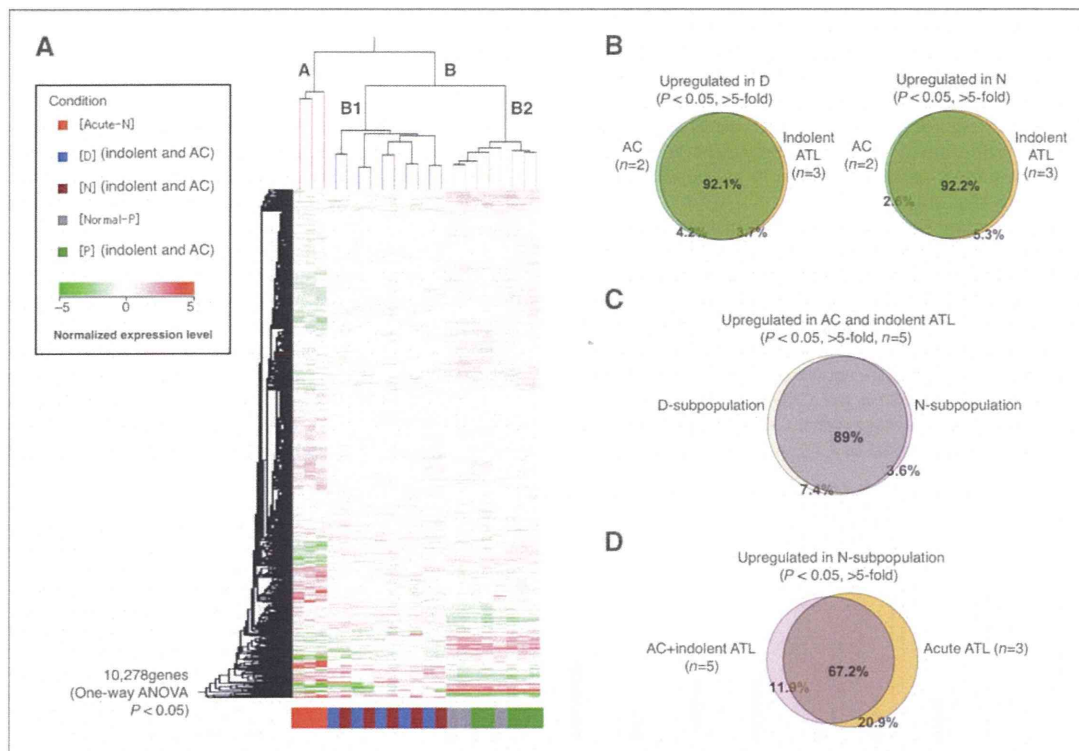 A
Condition
[Acute-N]
[D] (indolent and AC)
[N] (indolent and AC)
[Normal-P]
[P] (indolent and AC)
−5 0 5
Normalized expression level
A
B
B1
B2
10,278genes
(One-way ANOVA
P < 0.05)
B
Upregulated in D
(P < 0.05, >5-fold)
AC
(n=2)
Indolent
ATL
(n=3)
92.1%
4.2%
3.7%
Upregulated in N
(P < 0.05, >5-fold)
AC
(n=2)
Indolent
ATL
(n=3)
92.2%
2.6%
5.3%
C
Upregulated in AC and indolent ATL
(P < 0.05, >5-fold, n=5)
D-subpopulation
N-subpopulation
89%
3.6%
7.4%
D
Upregulated in N-subpopulation
(P < 0.05, >5-fold)
AC+indolent ATL
(n=5)
Acute ATL (n=3)
67.2%
11.9%
20.9%